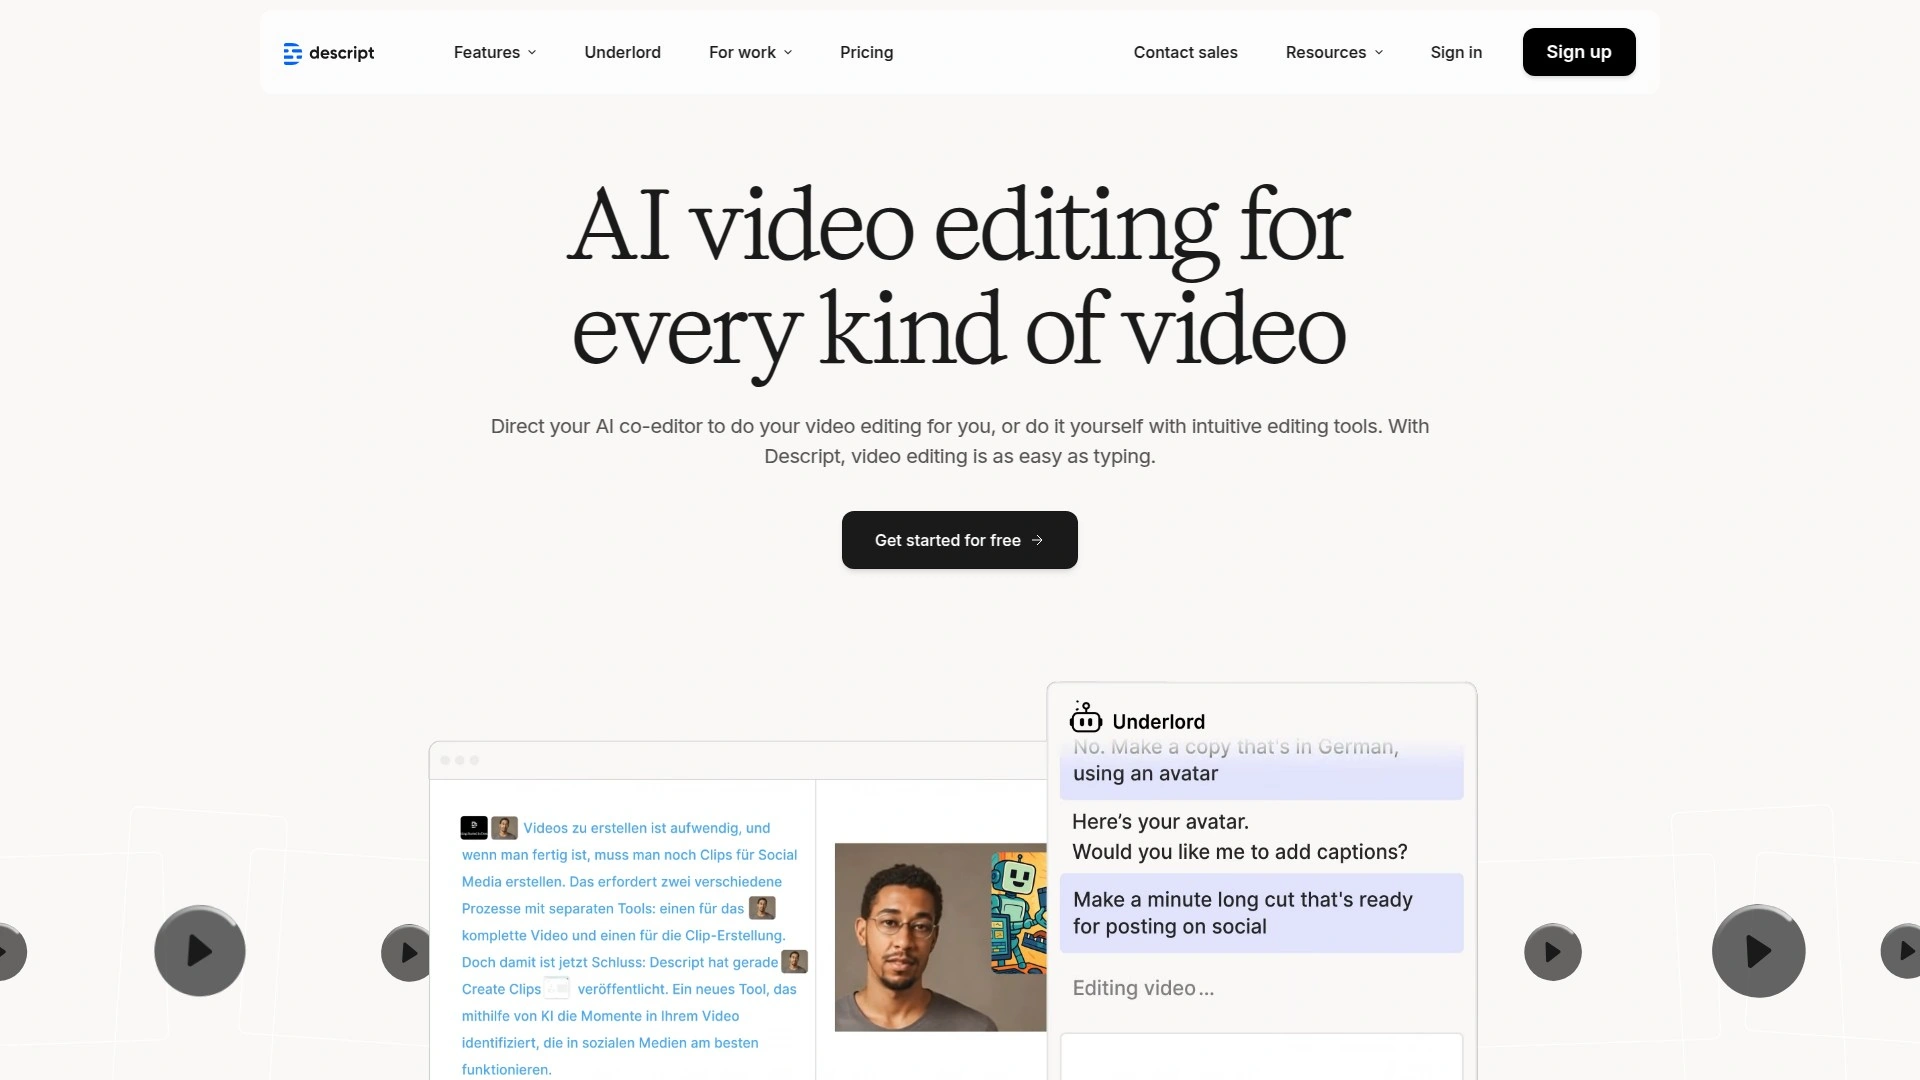 descript
Features
Underlord
For work
Pricing
Contact sales
Resources
Sign in
Sign up
AI video editing for
every kind of video
Direct your AI co-editor to do your video editing for you, or do it yourself with intuitive editing tools. With
Descript, video editing is as easy as typing.
Get started for free →
Videos zu erstellen ist aufwendig, und
wenn man fertig ist, muss man noch Clips für Social
Media erstellen. Das erfordert zwei verschiedene
Prozesse mit separaten Tools: einen für das
komplette Video und einen für die Clip-Erstellung.
Doch damit ist jetzt Schluss: Descript hat gerade
Create Clips veröffentlicht. Ein neues Tool, das
mithilfe von KI die Momente in Ihrem Video
identifiziert, die in sozialen Medien am besten
funktionieren.
Underlord
No. Make a copy that's in German,
using an avatar
Here’s your avatar.
Would you like me to add captions?
Make a minute long cut that's ready
for posting on social
Editing video...